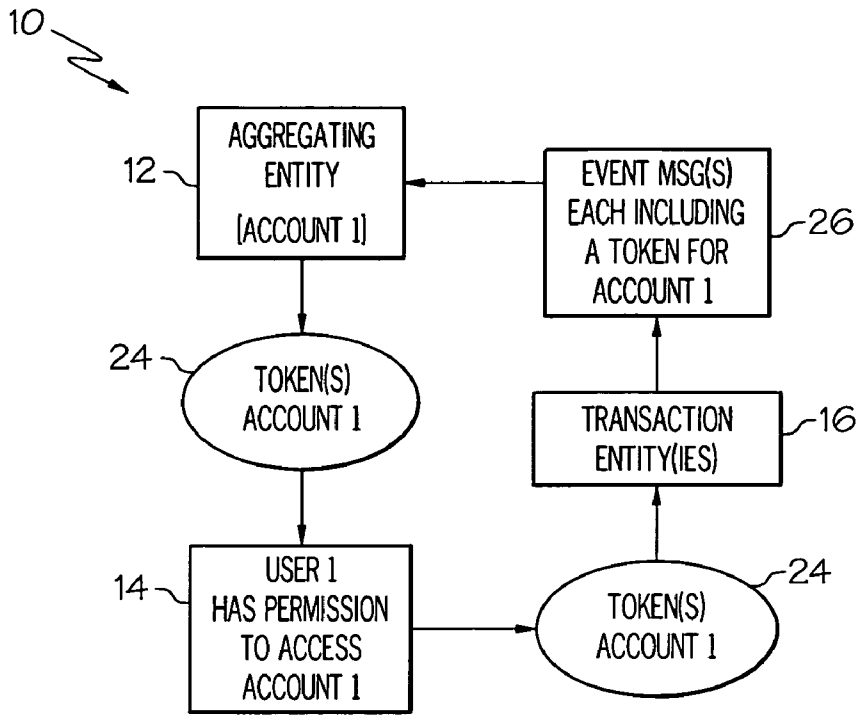 10
12
AGGREGATING
ENTITY
[ACCOUNT 1]
EVENT MSG(S)
EACH INCLUDING
A TOKEN FOR
ACCOUNT 1
26
24
TOKEN(S)
ACCOUNT 1
TRANSACTION
ENTITY(IES)
16
14
USER 1
HAS PERMISSION
TO ACCESS
ACCOUNT 1
24
TOKEN(S)
ACCOUNT 1